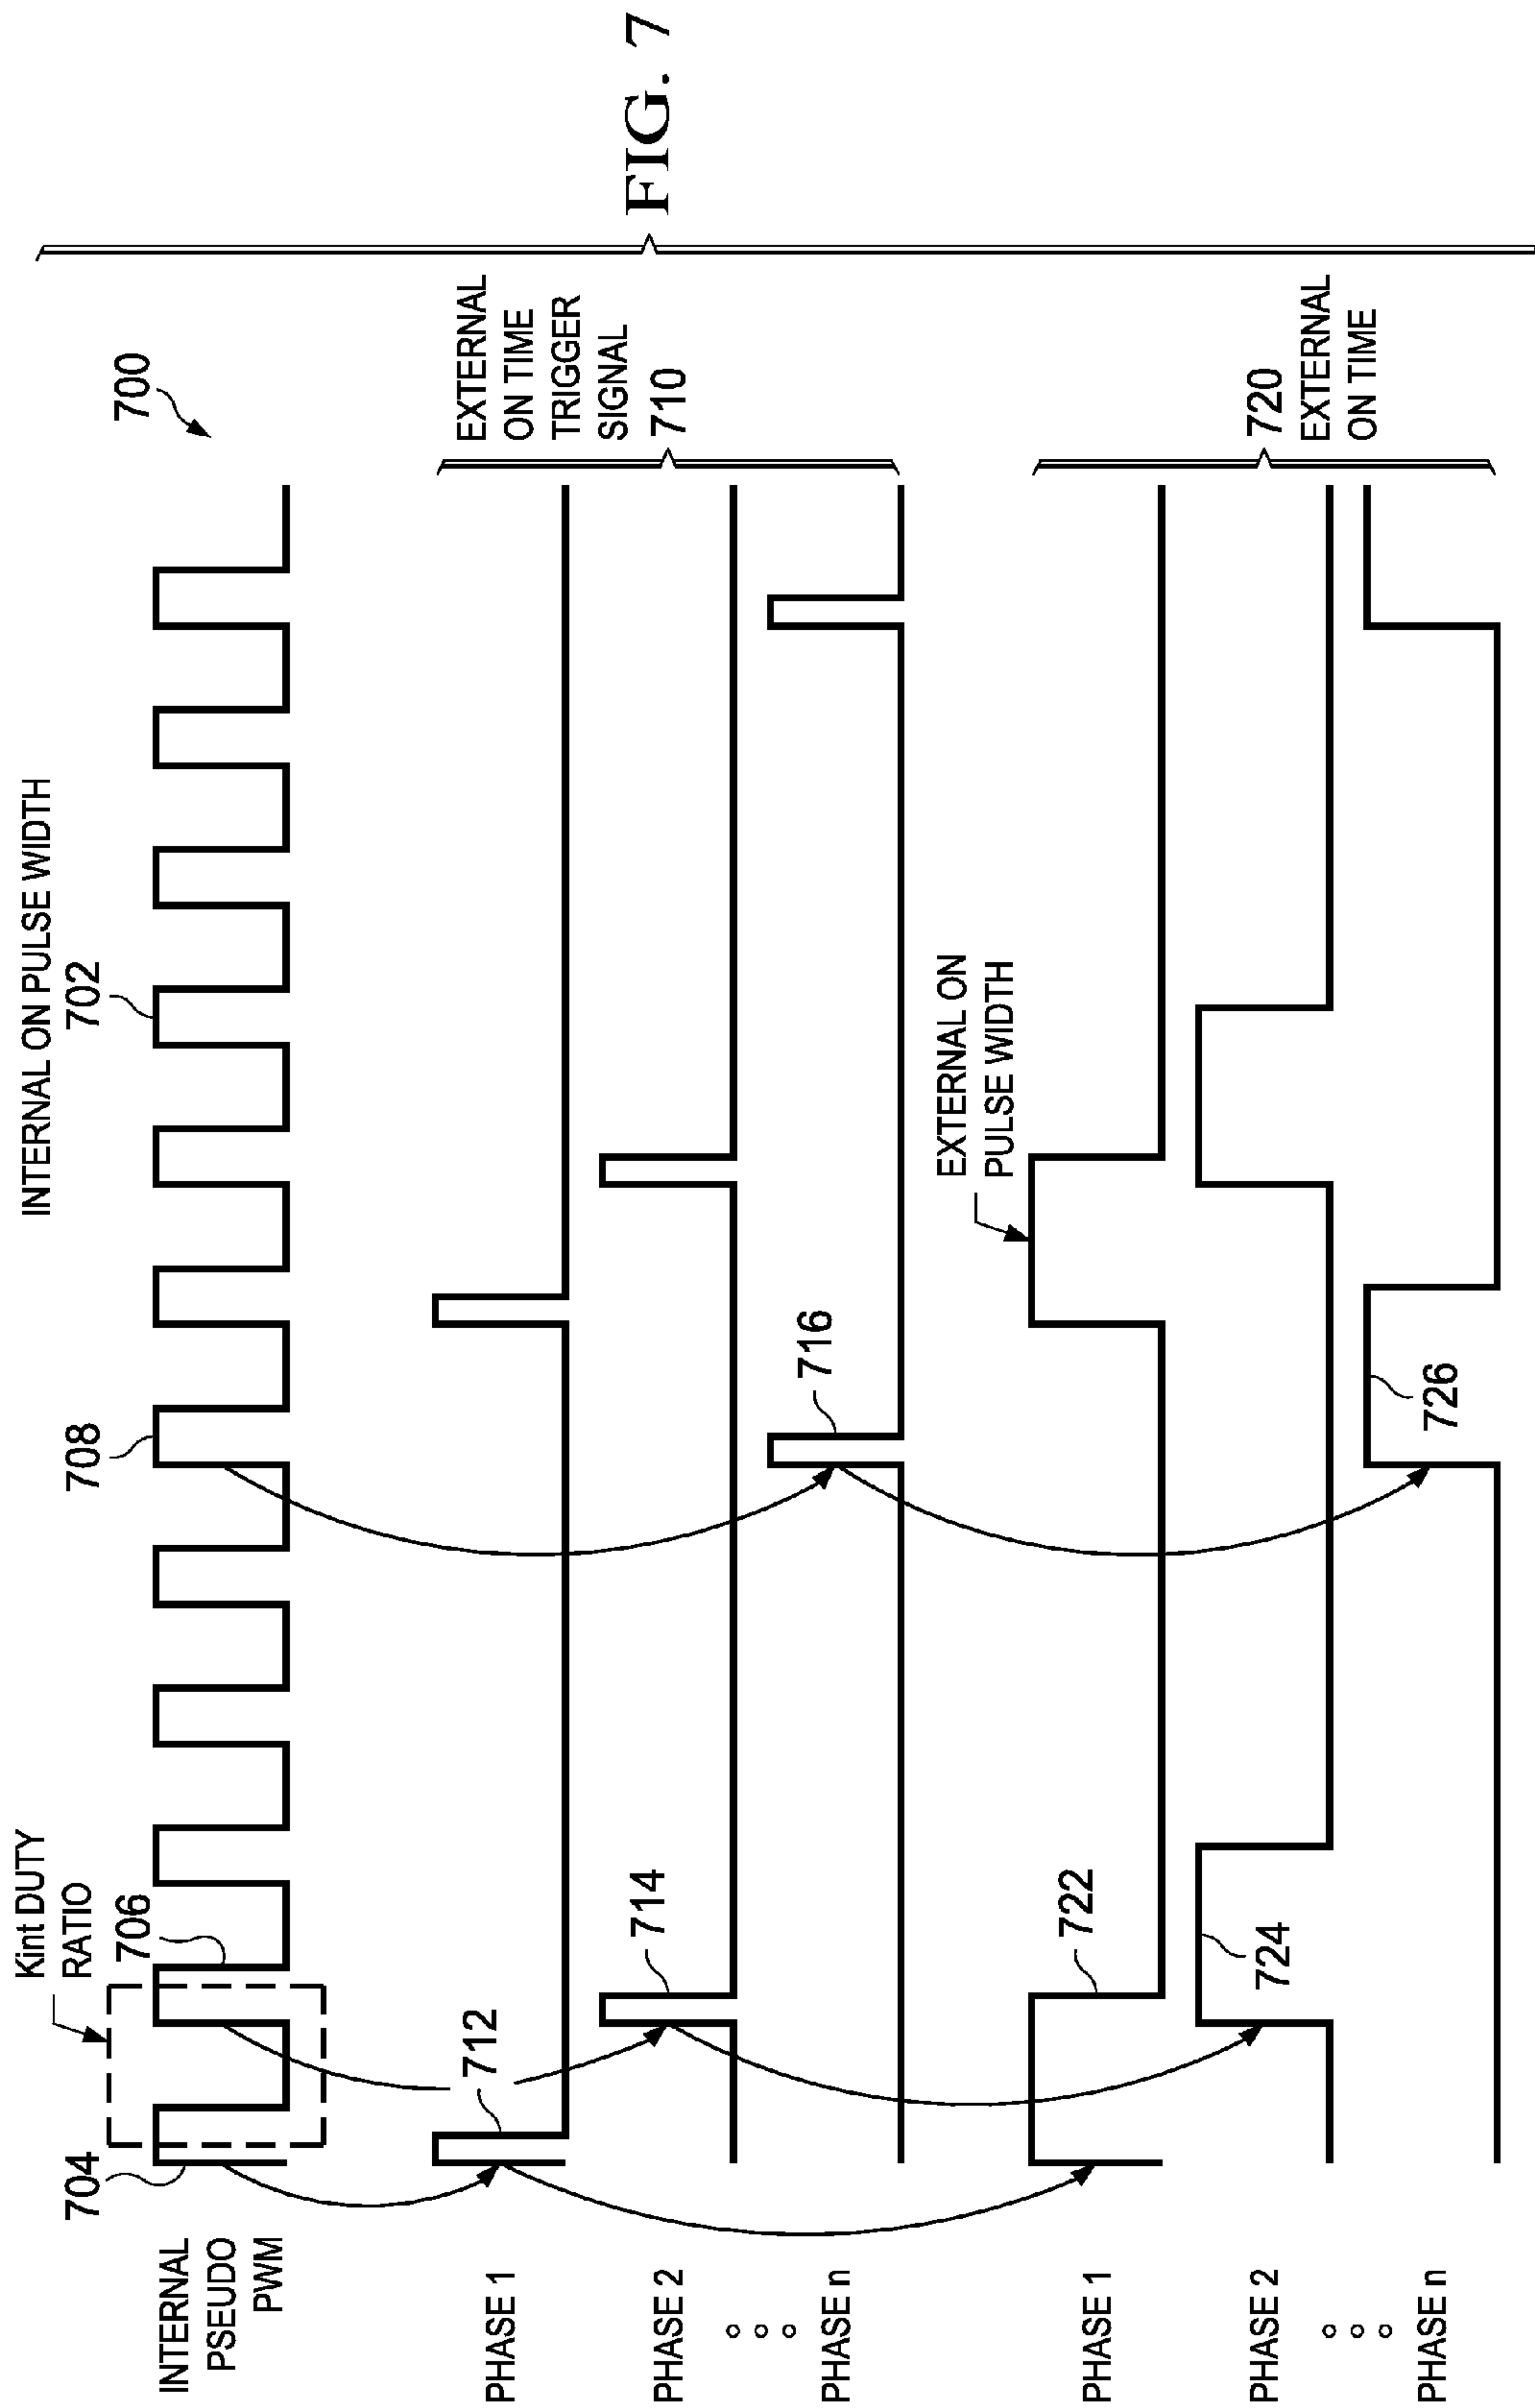 700
INTERNAL ON PULSE WIDTH
Kint DUTY
RATIO
704
706
708
702
INTERNAL
PSEUDO
PWM
712
PHASE 1
714
PHASE 2
716
PHASE n
EXTERNAL
ON TIME
TRIGGER
SIGNAL
710
EXTERNAL ON
PULSE WIDTH
722
PHASE 1
724
PHASE 2
726
PHASE n
720
EXTERNAL
ON TIME
FIG. 7